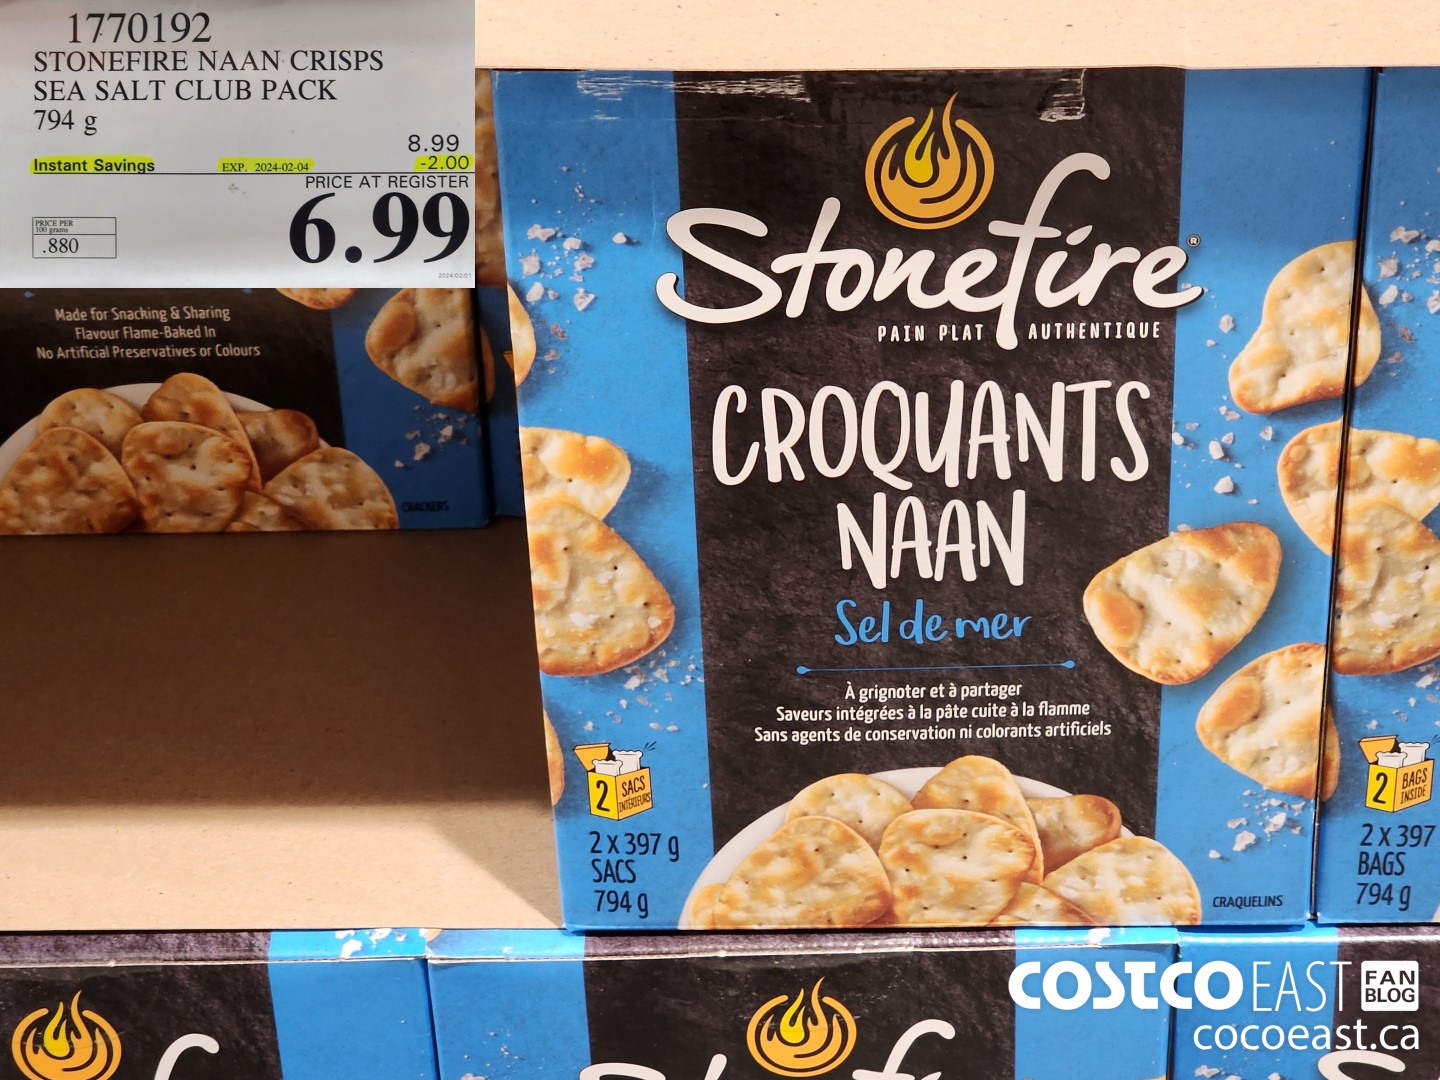 1770192
STONEFIRE NAAN CRISPS
SEA SALT CLUB PACK
794 g
8.99
Instant Savings EXP. 2024-02-04 -2.00
PRICE AT REGISTER
6.99
PRICE PER
100 grams
.880
2024/02/01
Made for Snacking & Sharing
Flavour Flame-Baked In
No Artificial Preservatives or Colours
CRACKERS
Stonefire®
PAIN PLAT AUTHENTIQUE
CROQUANTS
NAAN
Sel de mer
À grignoter et à partager
Saveurs intégrées à la pâte cuite à la flamme
Sans agents de conservation ni colorants artificiels
2 SACS
INTÉRIEURS
2 x 397 g
SACS
794 g
CRAQUELINS
2 BAGS
INSIDE
2 x 397
BAGS
794 g
COSTCO EAST FAN
BLOG
cocoeast.ca